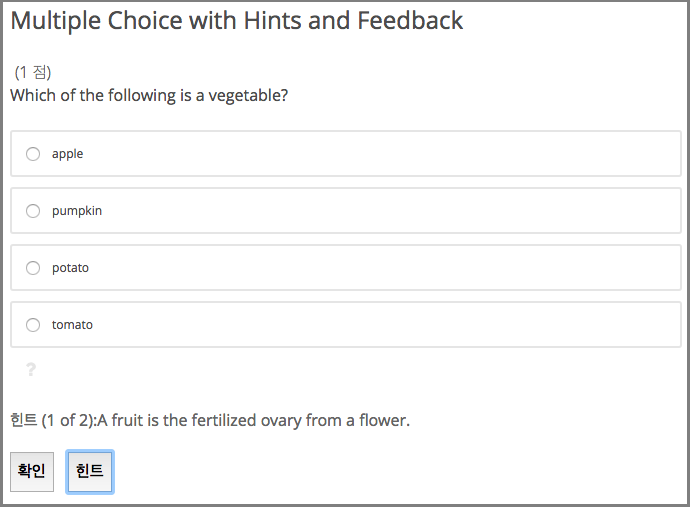 Multiple Choice with Hints and Feedback
(1 점)
Which of the following is a vegetable?
apple
pumpkin
potato
tomato
?
힌트 (1 of 2):A fruit is the fertilized ovary from a flower.
확인 힌트